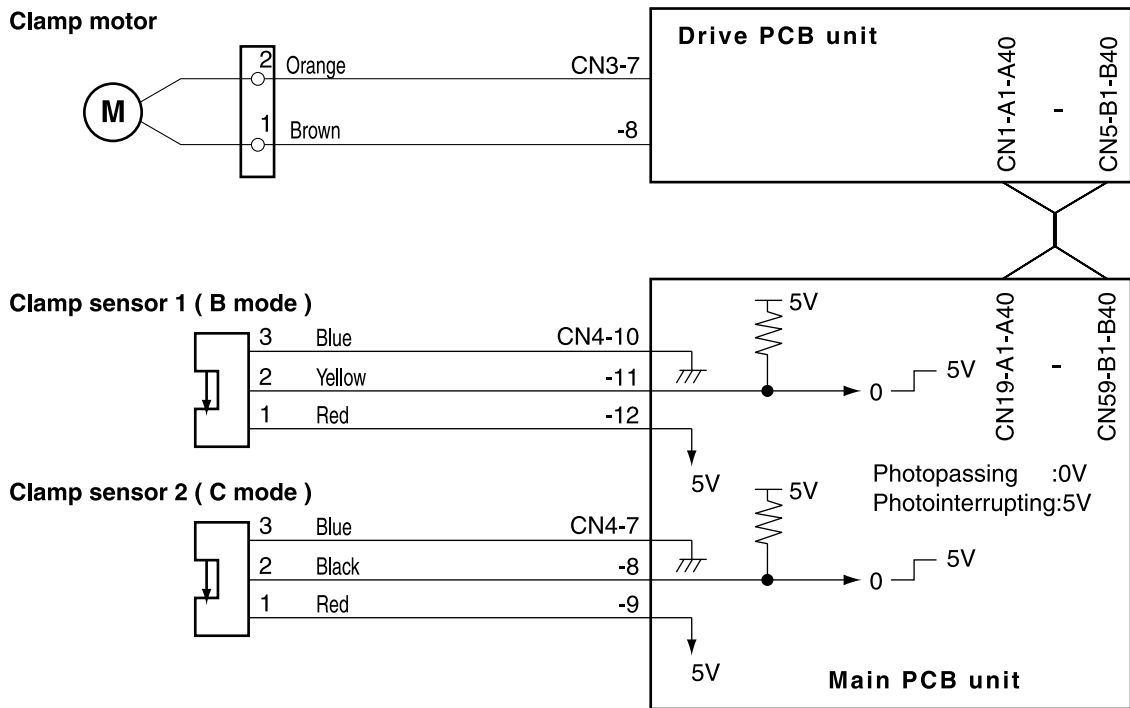 Clamp motor
Drive PCB unit
M
2 Orange CN3-7
1 Brown -8
CN1-A1-A40 - CN5-B1-B40
Clamp sensor 1 ( B mode )
3 Blue CN4-10
2 Yellow -11
1 Red -12
5V
0 5V
5V
CN19-A1-A40 - CN59-B1-B40
Photopassing :0V
Photointerrupting:5V
Clamp sensor 2 ( C mode )
3 Blue CN4-7
2 Black -8
1 Red -9
5V
0 5V
5V
Main PCB unit